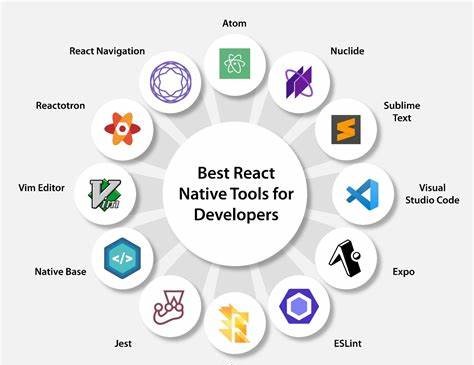 Atom
React Navigation
Nuclide
Reactotron
Sublime
Text
Best React
Native Tools for
Developers
Vim Editor
Vim
Visual
Studio Code
Native Base
Expo
Jest
ESLint